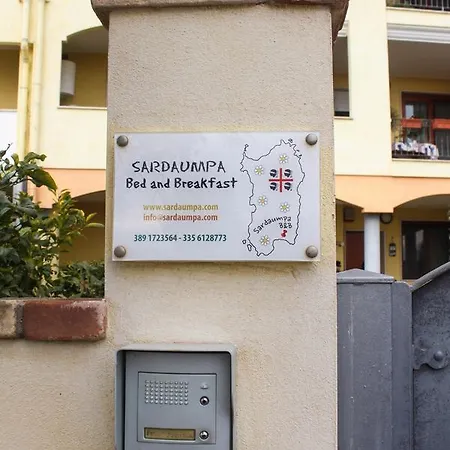 SARDAUMPA
Bed and Breakfast
www.sardaumpa.com
info@sardaumpa.com
389 1723564 - 335 6128773
Sardaumpa
B&B